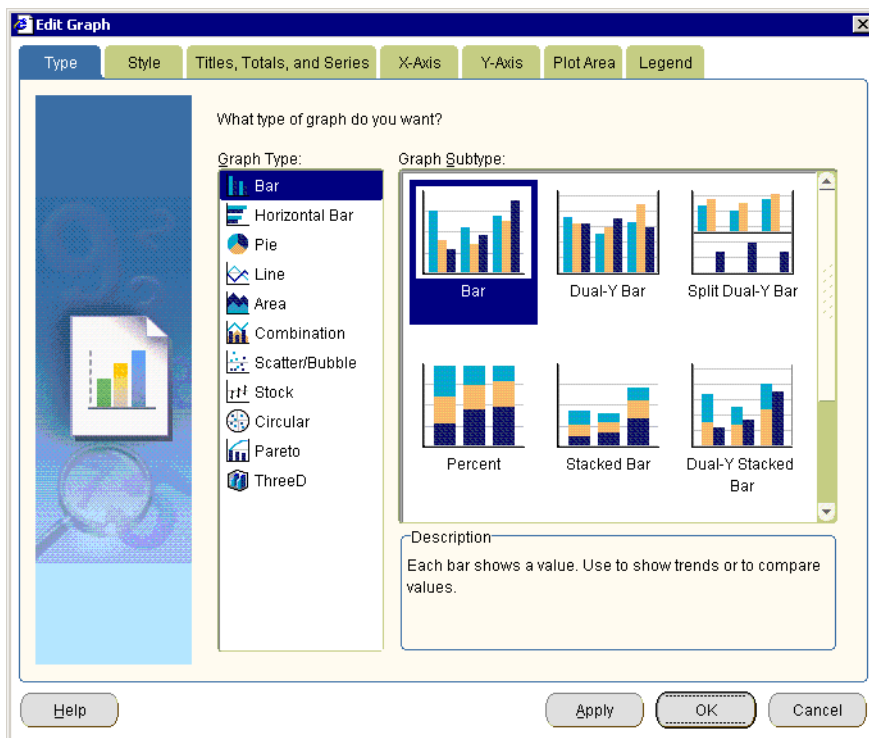 Edit Graph
Type Style Titles, Totals, and Series X-Axis Y-Axis Plot Area Legend
What type of graph do you want?
Graph Type:
Bar
Horizontal Bar
Pie
Line
Area
Combination
Scatter/Bubble
Stock
Circular
Pareto
ThreeD
Graph Subtype:
Bar Dual-Y Bar Split Dual-Y Bar
Percent Stacked Bar Dual-Y Stacked
Bar
Description
Each bar shows a value. Use to show trends or to compare
values.
Help Apply OK Cancel